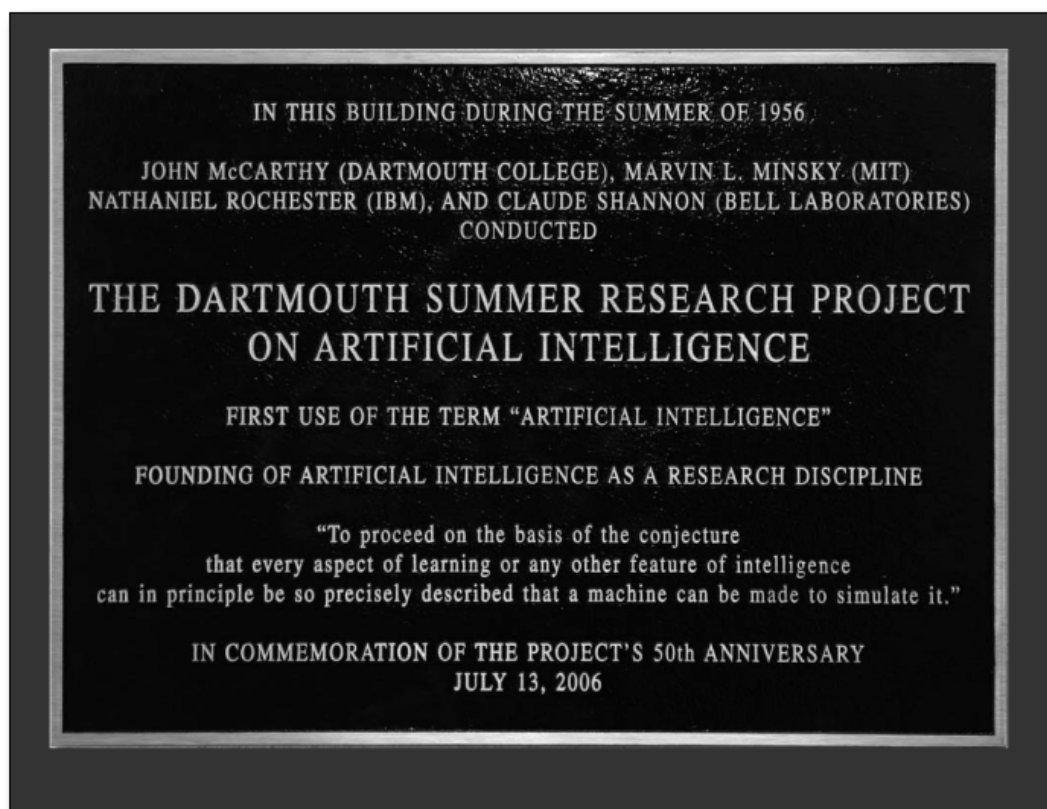 IN THIS BUILDING DURING THE SUMMER OF 1956
JOHN McCARTHY (DARTMOUTH COLLEGE), MARVIN L. MINSKY (MIT)
NATHANIEL ROCHESTER (IBM), AND CLAUDE SHANNON (BELL LABORATORIES)
CONDUCTED
THE DARTMOUTH SUMMER RESEARCH PROJECT
ON ARTIFICIAL INTELLIGENCE
FIRST USE OF THE TERM “ARTIFICIAL INTELLIGENCE”
FOUNDING OF ARTIFICIAL INTELLIGENCE AS A RESEARCH DISCIPLINE
“To proceed on the basis of the conjecture
that every aspect of learning or any other feature of intelligence
can in principle be so precisely described that a machine can be made to simulate it.”
IN COMMEMORATION OF THE PROJECT’S 50th ANNIVERSARY
JULY 13, 2006